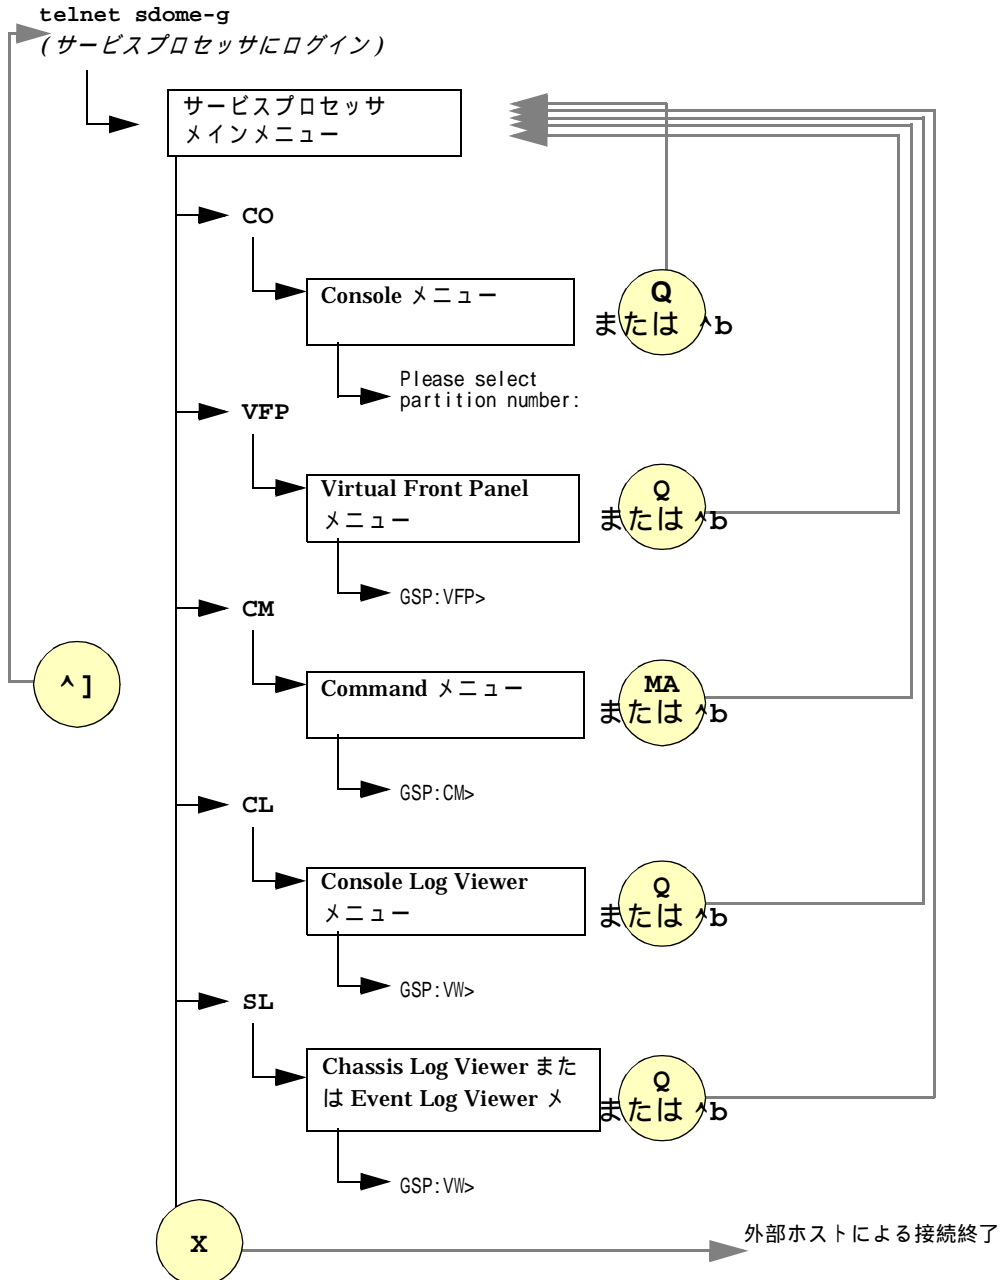 telnet sdome-g
(サービスプロセッサにログイン)
サービスプロセッサ
メインメニュー
CO
Console メニュー
Q
または ^b
Please select
partition number:
VFP
Virtual Front Panel
メニュー
Q
または ^b
GSP:VFP>
CM
^]
Command メニュー
MA
または ^b
GSP:CM>
CL
Console Log Viewer
メニュー
Q
または ^b
GSP:VW>
SL
Chassis Log Viewer また
は Event Log Viewer メ
Q
または ^b
GSP:VW>
X
外部ホストによる接続終了